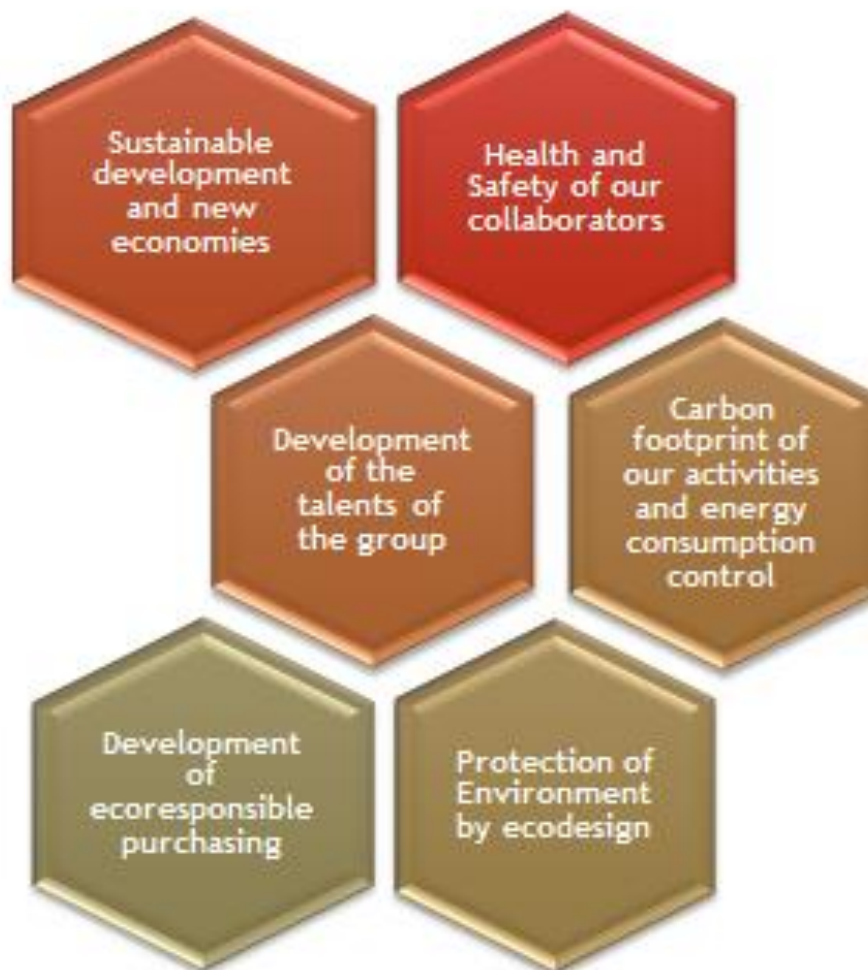 Sustainable
development
and new
economies
Health and
Safety of our
collaborators
Development
of the
talents of
the group
Carbon
footprint of
our activities
and energy
consumption
control
Development
of
ecoresponsible
purchasing
Protection of
Environment
by ecodesign